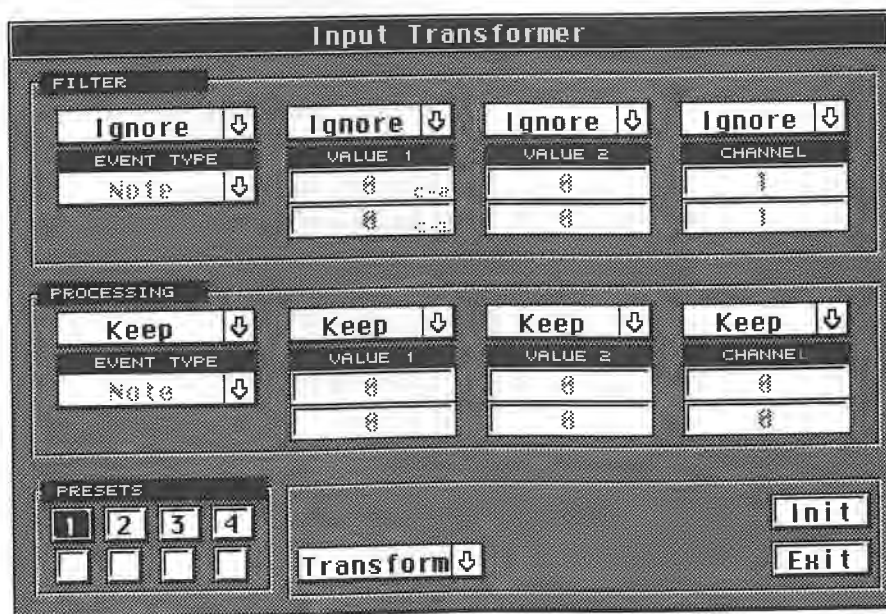 Input Transformer
FILTER
Ignore Ignore Ignore Ignore
EVENT TYPE VALUE 1 VALUE 2 CHANNEL
Note 0 0 1
0 0 1
PROCESSING
Keep Keep Keep Keep
EVENT TYPE VALUE 1 VALUE 2 CHANNEL
Note 0 0 0
0 0 0
PRESETS
1 2 3 4
Init
Transform
Exit